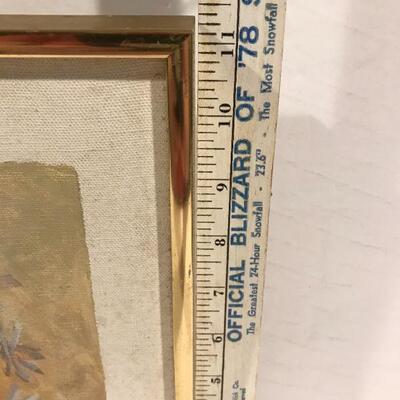 OFFICIAL BLIZZARD OF '78 S
The Greatest 24-Hour Snowfall - 23.6" - The Most Snowfall
Co.
11
10
9
8
7
6
5